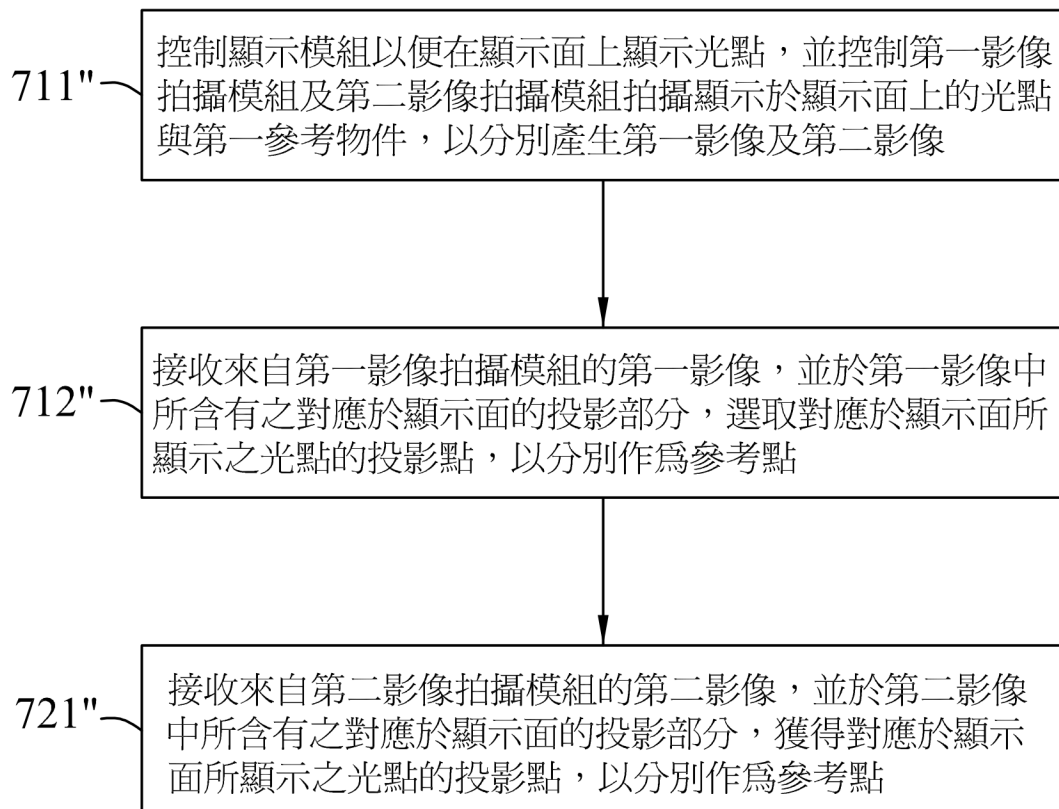 控制顯示模組以便在顯示面上顯示光點，並控制第一影像
711"
拍攝模組及第二影像拍攝模組拍攝顯示於顯示面上的光點
與第一參考物件，以分別產生第一影像及第二影像
接收來自第一影像拍攝模組的第一影像，並於第一影像中
712"
所含有之對應於顯示面的投影部分，選取對應於顯示面所
顯示之光點的投影點，以分別作爲參考點
接收來自第二影像拍攝模組的第二影像，並於第二影像
721"
中所含有之對應於顯示面的投影部分，獲得對應於顯示
面所顯示之光點的投影點，以分別作爲參考點